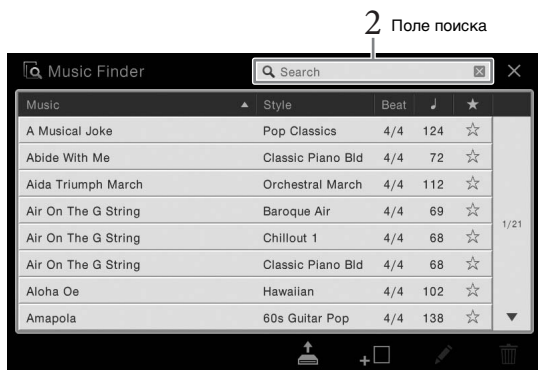 2 Поле поиска
Music Finder
Search
Music Style Beat
A Musical Joke Pop Classics 4/4 124
Abide With Me Classic Piano Bld 4/4 72
Aida Triumph March Orchestral March 4/4 112
Air On The G String Baroque Air 4/4 69
Air On The G String Chillout 1 4/4 68
Air On The G String Classic Piano Bld 4/4 68
Aloha Oe Hawaiian 4/4 102
Amapola 60s Guitar Pop 4/4 138
1/21